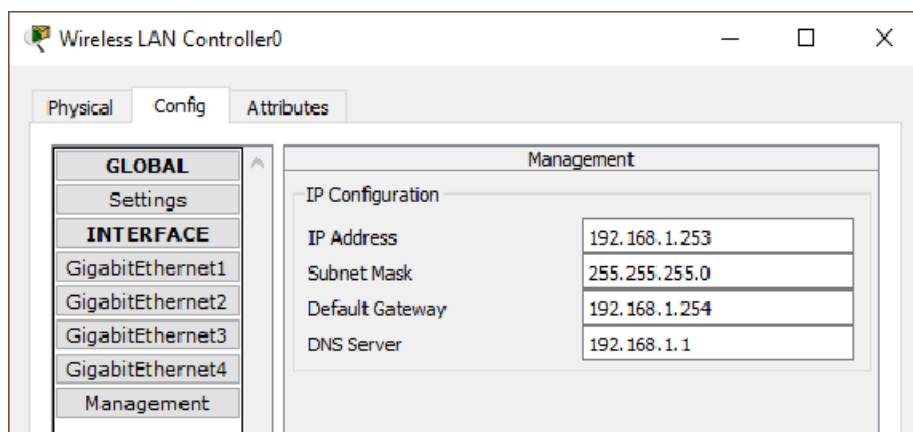 Wireless LAN Controller0
Physical Config Attributes
GLOBAL
Settings
INTERFACE
GigabitEthernet1
GigabitEthernet2
GigabitEthernet3
GigabitEthernet4
Management
Management
IP Configuration
IP Address 192.168.1.253
Subnet Mask 255.255.255.0
Default Gateway 192.168.1.254
DNS Server 192.168.1.1